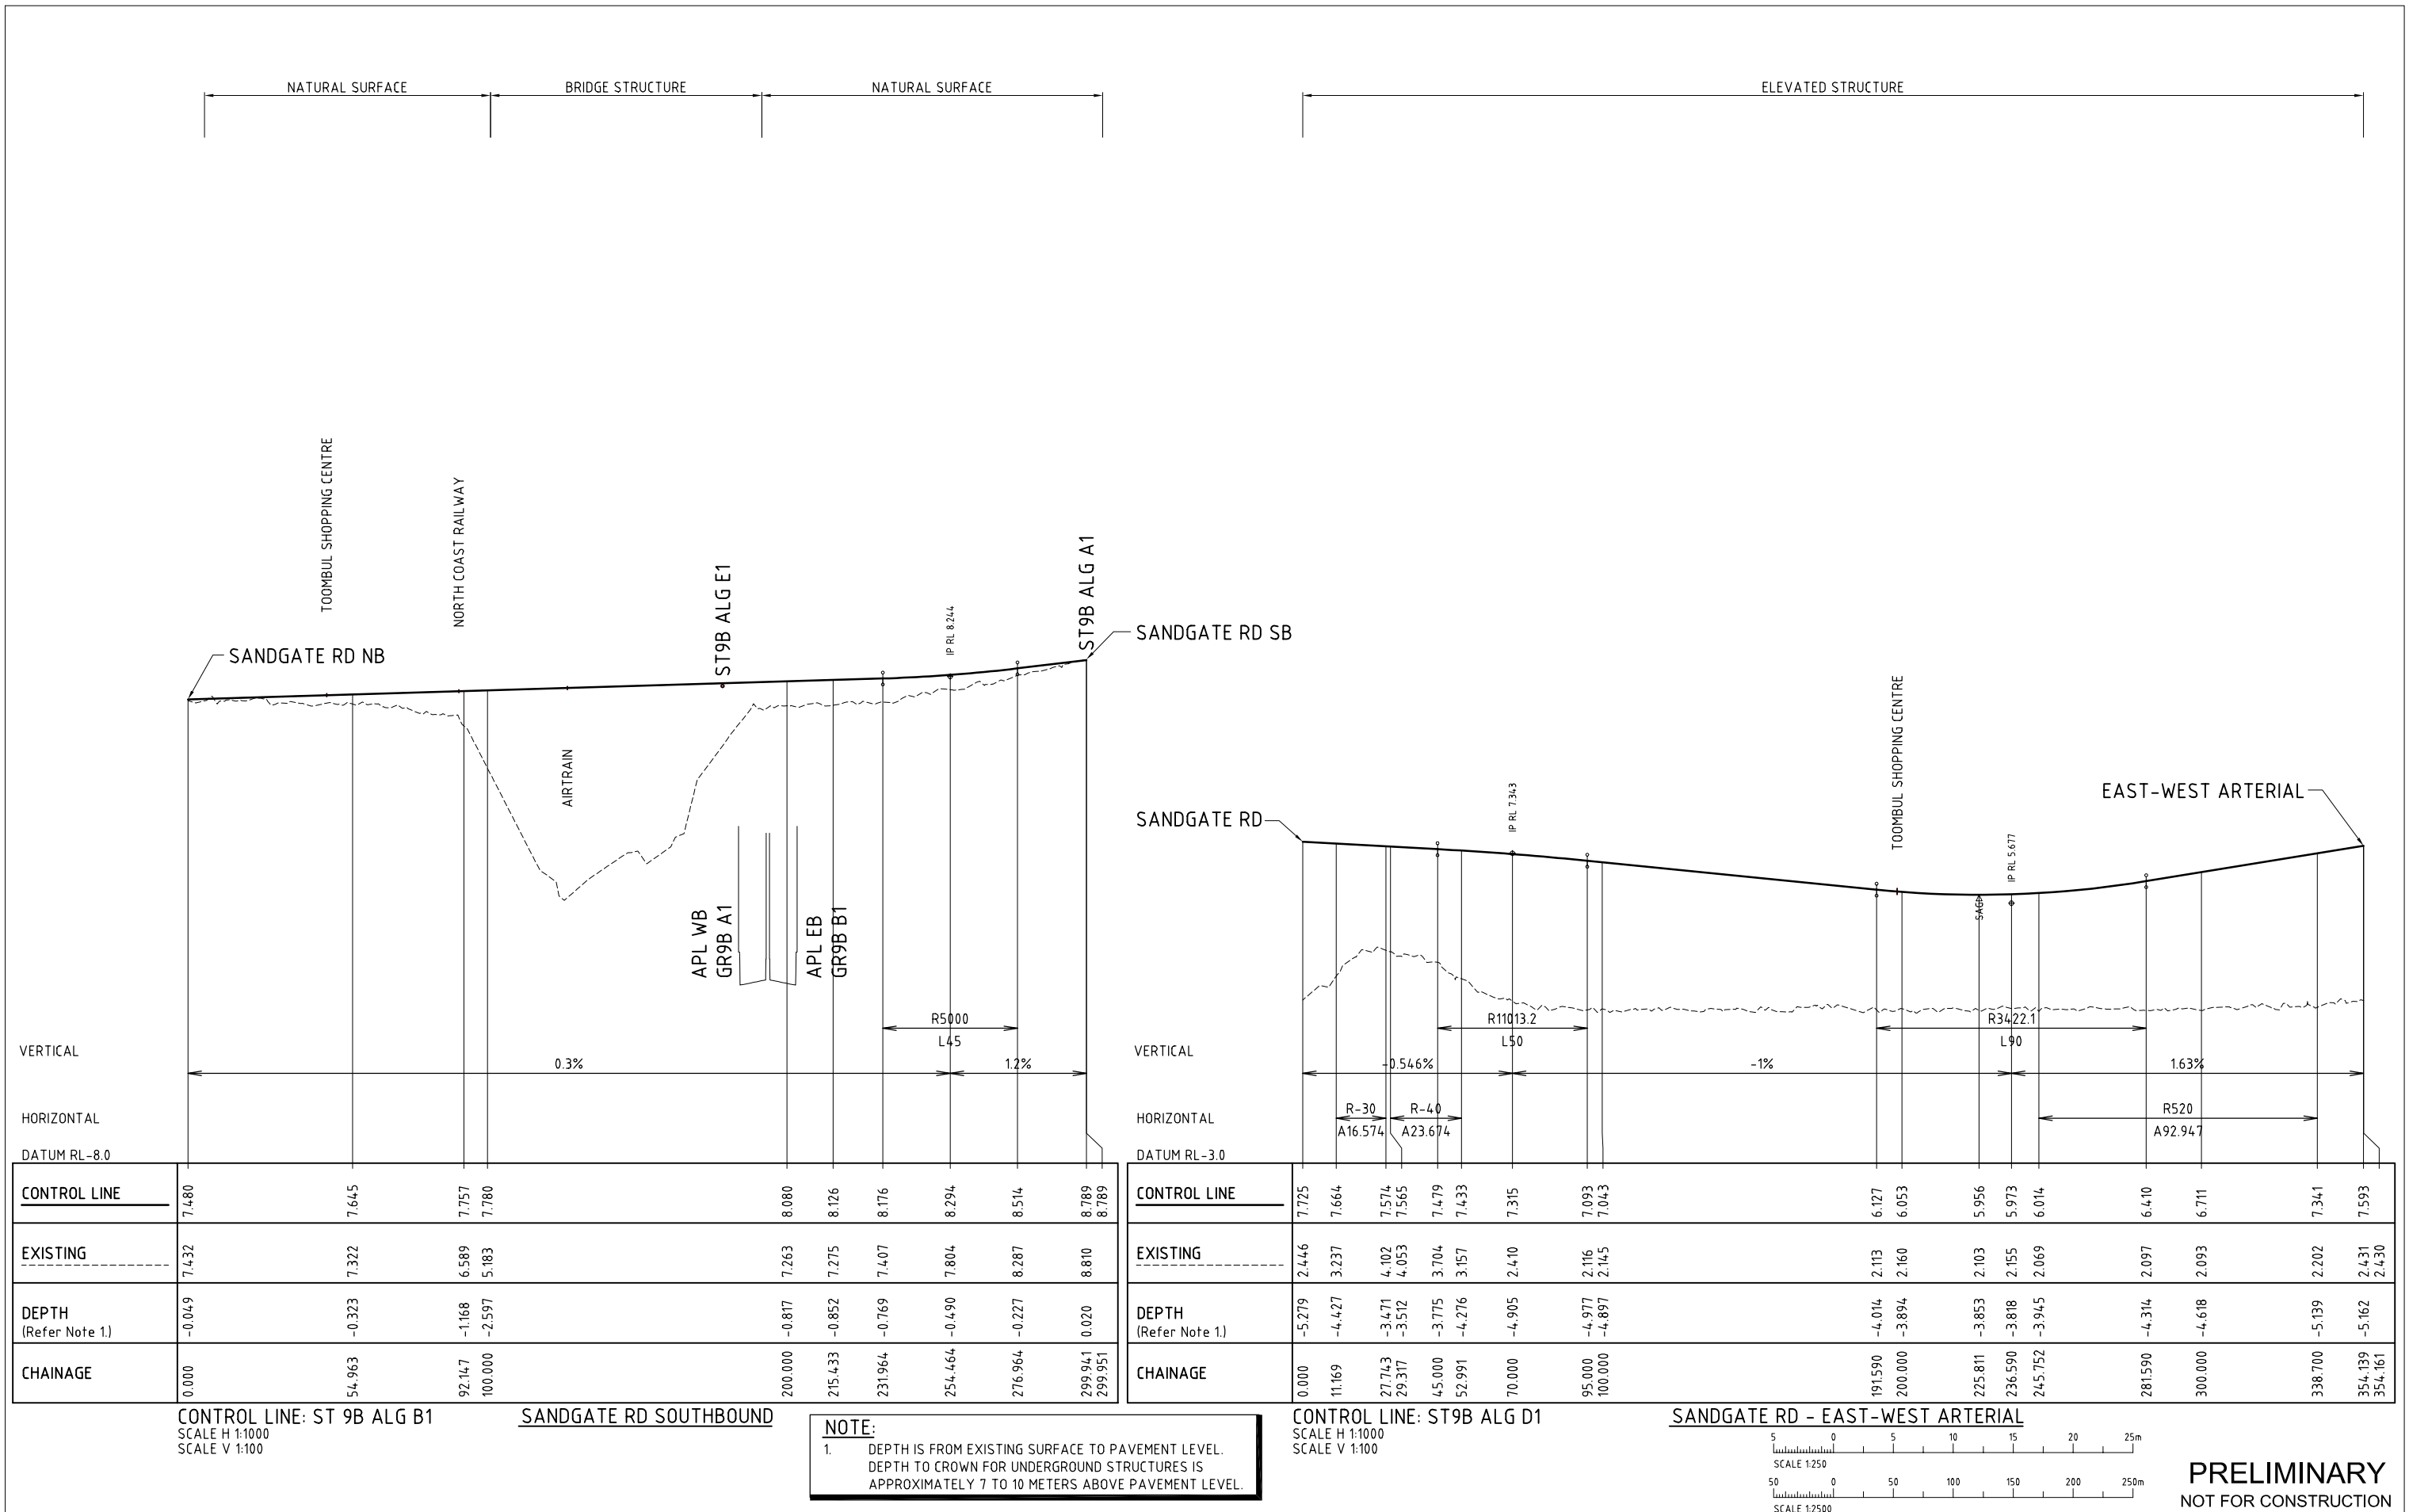 NATURAL SURFACE
BRIDGE STRUCTURE
NATURAL SURFACE
TOOMBUL SHOPPING CENTRE
NORTH COAST RAILWAY
SANDGATE RD NB
AIRTRAIN
ST9B ALG E1
IP RL 8.244
ST9B ALG A1
SANDGATE RD SB
APL WB
GR9B A1
APL EB
GR9B B1
R5000
L45
VERTICAL
0.3%
1.2%
HORIZONTAL
DATUM RL-8.0
CONTROL LINE 7.480 7.645 7.757 7.780 8.080 8.126 8.176 8.294 8.514 8.789 8.789
EXISTING 7.432 7.322 6.589 5.183 7.263 7.275 7.407 7.804 8.287 8.810
DEPTH -0.049 -0.323 -1.168 -2.597 -0.817 -0.852 -0.769 -0.490 -0.227 0.020
(Refer Note 1.)
CHAINAGE 0.000 54.963 92.147 100.000 200.000 215.433 231.964 254.464 276.964 299.941 299.951
CONTROL LINE: ST 9B ALG B1
SCALE H 1:1000
SCALE V 1:100
SANDGATE RD SOUTHBOUND
NOTE:
1. DEPTH IS FROM EXISTING SURFACE TO PAVEMENT LEVEL.
DEPTH TO CROWN FOR UNDERGROUND STRUCTURES IS
APPROXIMATELY 7 TO 10 METERS ABOVE PAVEMENT LEVEL.
ELEVATED STRUCTURE
SANDGATE RD
IP RL 7.343
TOOMBUL SHOPPING CENTRE
SAG
IP RL 5.677
EAST-WEST ARTERIAL
R11013.2
L50
R3422.1
L90
VERTICAL
-0.546%
-1%
1.63%
HORIZONTAL
R-30
A16.574
R-40
A23.674
R520
A92.947
DATUM RL-3.0
CONTROL LINE 7.725 7.664 7.574 7.565 7.479 7.433 7.315 7.093 7.043 6.127 6.053 5.956 5.973 6.014 6.410 6.711 7.341 7.593
EXISTING 2.446 3.237 4.102 4.053 3.704 3.157 2.410 2.116 2.145 2.113 2.160 2.103 2.155 2.069 2.097 2.093 2.202 2.431 2.430
DEPTH -5.279 -4.427 -3.471 -3.512 -3.775 -4.276 -4.905 -4.977 -4.897 -4.014 -3.894 -3.853 -3.818 -3.945 -4.314 -4.618 -5.139 -5.162
(Refer Note 1.)
CHAINAGE 0.000 11.169 27.743 29.317 45.000 52.991 70.000 95.000 100.000 191.590 200.000 225.811 236.590 245.752 281.590 300.000 338.700 354.139 354.161
CONTROL LINE: ST9B ALG D1
SCALE H 1:1000
SCALE V 1:100
SANDGATE RD - EAST-WEST ARTERIAL
5 0 5 10 15 20 25m
SCALE 1:250
50 0 50 100 150 200 250m
SCALE 1:2500
PRELIMINARY
NOT FOR CONSTRUCTION